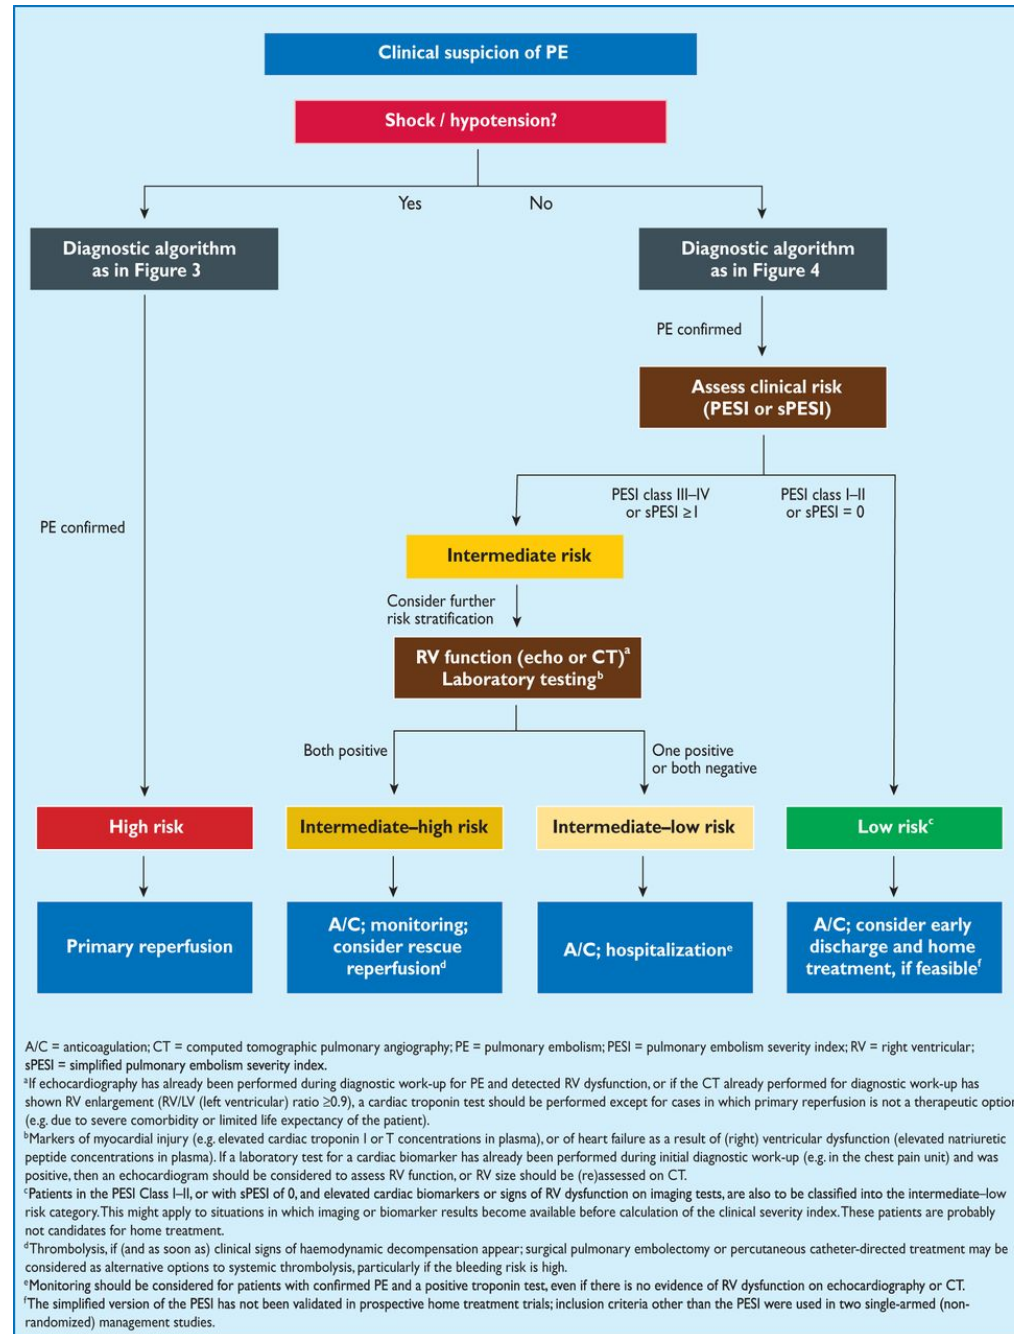 Clinical suspicion of PE
Shock / hypotension?
Yes
No
Diagnostic algorithm
as in Figure 3
Diagnostic algorithm
as in Figure 4
PE confirmed
Assess clinical risk
(PESI or sPESI)
PE confirmed
PESI class III–IV
or sPESI ≥1
PESI class I–II
or sPESI = 0
Intermediate risk
Consider further
risk stratification
RV function (echo or CT)ᵃ
Laboratory testingᵇ
Both positive
One positive
or both negative
High risk
Intermediate–high risk
Intermediate–low risk
Low riskᶜ
Primary reperfusion
A/C; monitoring;
consider rescue
reperfusionᵈ
A/C; hospitalizationᵉ
A/C; consider early
discharge and home
treatment, if feasibleᶠ
A/C = anticoagulation; CT = computed tomographic pulmonary angiography; PE = pulmonary embolism; PESI = pulmonary embolism severity index; RV = right ventricular;
sPESI = simplified pulmonary embolism severity index.
ᵃIf echocardiography has already been performed during diagnostic work-up for PE and detected RV dysfunction, or if the CT already performed for diagnostic work-up has
shown RV enlargement (RV/LV (left ventricular) ratio ≥0.9), a cardiac troponin test should be performed except for cases in which primary reperfusion is not a therapeutic option
(e.g. due to severe comorbidity or limited life expectancy of the patient).
ᵇMarkers of myocardial injury (e.g. elevated cardiac troponin I or T concentrations in plasma), or of heart failure as a result of (right) ventricular dysfunction (elevated natriuretic
peptide concentrations in plasma). If a laboratory test for a cardiac biomarker has already been performed during initial diagnostic work-up (e.g. in the chest pain unit) and was
positive, then an echocardiogram should be considered to assess RV function, or RV size should be (re)assessed on CT.
ᶜPatients in the PESI Class I–II, or with sPESI of 0, and elevated cardiac biomarkers or signs of RV dysfunction on imaging tests, are also to be classified into the intermediate–low
risk category. This might apply to situations in which imaging or biomarker results become available before calculation of the clinical severity index. These patients are probably
not candidates for home treatment.
ᵈThrombolysis, if (and as soon as) clinical signs of haemodynamic decompensation appear; surgical pulmonary embolectomy or percutaneous catheter-directed treatment may be
considered as alternative options to systemic thrombolysis, particularly if the bleeding risk is high.
ᵉMonitoring should be considered for patients with confirmed PE and a positive troponin test, even if there is no evidence of RV dysfunction on echocardiography or CT.
ᶠThe simplified version of the PESI has not been validated in prospective home treatment trials; inclusion criteria other than the PESI were used in two single-armed (non-
randomized) management studies.